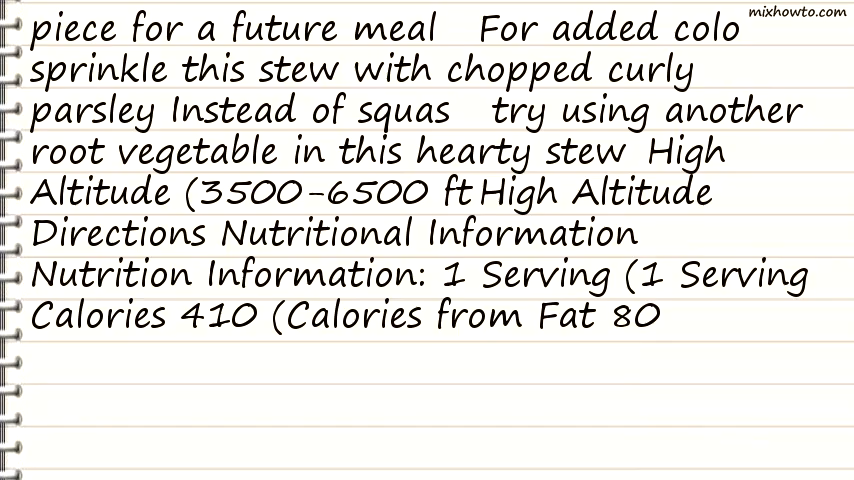 mixhowto.com
piece for a future meal For added colo
sprinkle this stew with chopped curly
parsley Instead of squas try using another
root vegetable in this hearty stew High
Altitude (3500-6500 ft High Altitude
Directions Nutritional Information
Nutrition Information: 1 Serving (1 Serving
Calories 410 (Calories from Fat 80